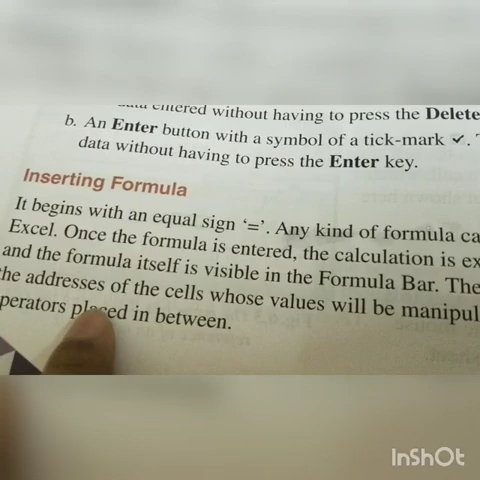 entered without having to press the Delete
b. An Enter button with a symbol of a tick-mark ✔.
data without having to press the Enter key.
Inserting Formula
It begins with an equal sign ‘=’. Any kind of formula ca
Excel. Once the formula is entered, the calculation is ex
and the formula itself is visible in the Formula Bar. The
he addresses of the cells whose values will be manipul
perators placed in between.
InShOt